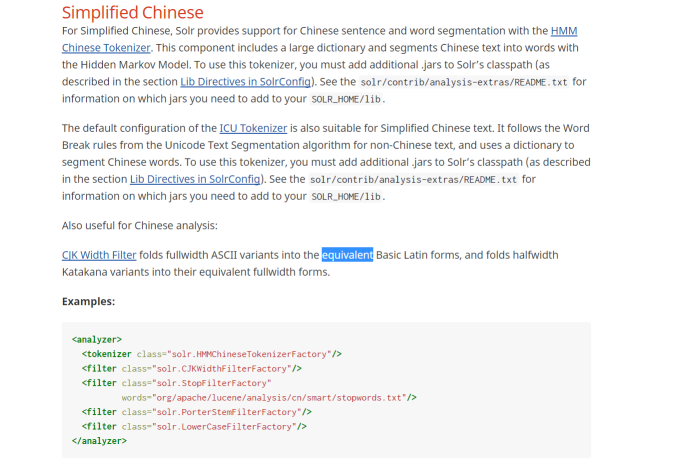 Simplified Chinese
For Simplified Chinese, Solr provides support for Chinese sentence and word segmentation with the HMM
Chinese Tokenizer. This component includes a large dictionary and segments Chinese text into words with
the Hidden Markov Model. To use this tokenizer, you must add additional .jars to Solr's classpath (as
described in the section Lib Directives in SolrConfig). See the solr/contrib/analysis-extras/README.txt for
information on which jars you need to add to your SOLR_HOME/lib.
The default configuration of the ICU Tokenizer is also suitable for Simplified Chinese text. It follows the Word
Break rules from the Unicode Text Segmentation algorithm for non-Chinese text, and uses a dictionary to
segment Chinese words. To use this tokenizer, you must add additional .jars to Solr's classpath (as described
in the section Lib Directives in SolrConfig). See the solr/contrib/analysis-extras/README.txt for
information on which jars you need to add to your SOLR_HOME/lib.
Also useful for Chinese analysis:
CJK Width Filter folds fullwidth ASCII variants into the equivalent Basic Latin forms, and folds halfwidth
Katakana variants into their equivalent fullwidth forms.
Examples:
<analyzer>
  <tokenizer class="solr.HMMChineseTokenizerFactory"/>
  <filter class="solr.CJKWidthFilterFactory"/>
  <filter class="solr.StopFilterFactory"
          words="org/apache/lucene/analysis/cn/smart/stopwords.txt"/>
  <filter class="solr.PorterStemFilterFactory"/>
  <filter class="solr.LowerCaseFilterFactory"/>
</analyzer>